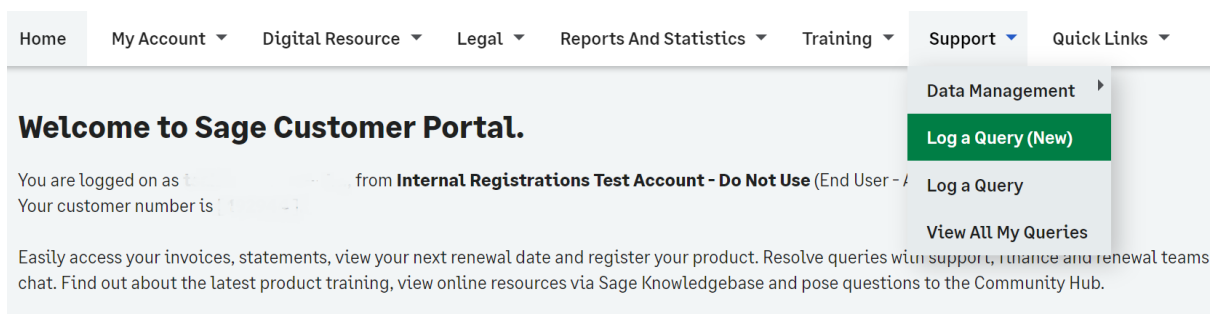 Home My Account Digital Resource Legal Reports And Statistics Training Support Quick Links
Data Management
Log a Query (New)
Log a Query
View All My Queries
Welcome to Sage Customer Portal.
You are logged on as , from Internal Registrations Test Account - Do Not Use (End User -
Your customer number is
Easily access your invoices, statements, view your next renewal date and register your product. Resolve queries with support, finance and renewal teams
chat. Find out about the latest product training, view online resources via Sage Knowledgebase and pose questions to the Community Hub.